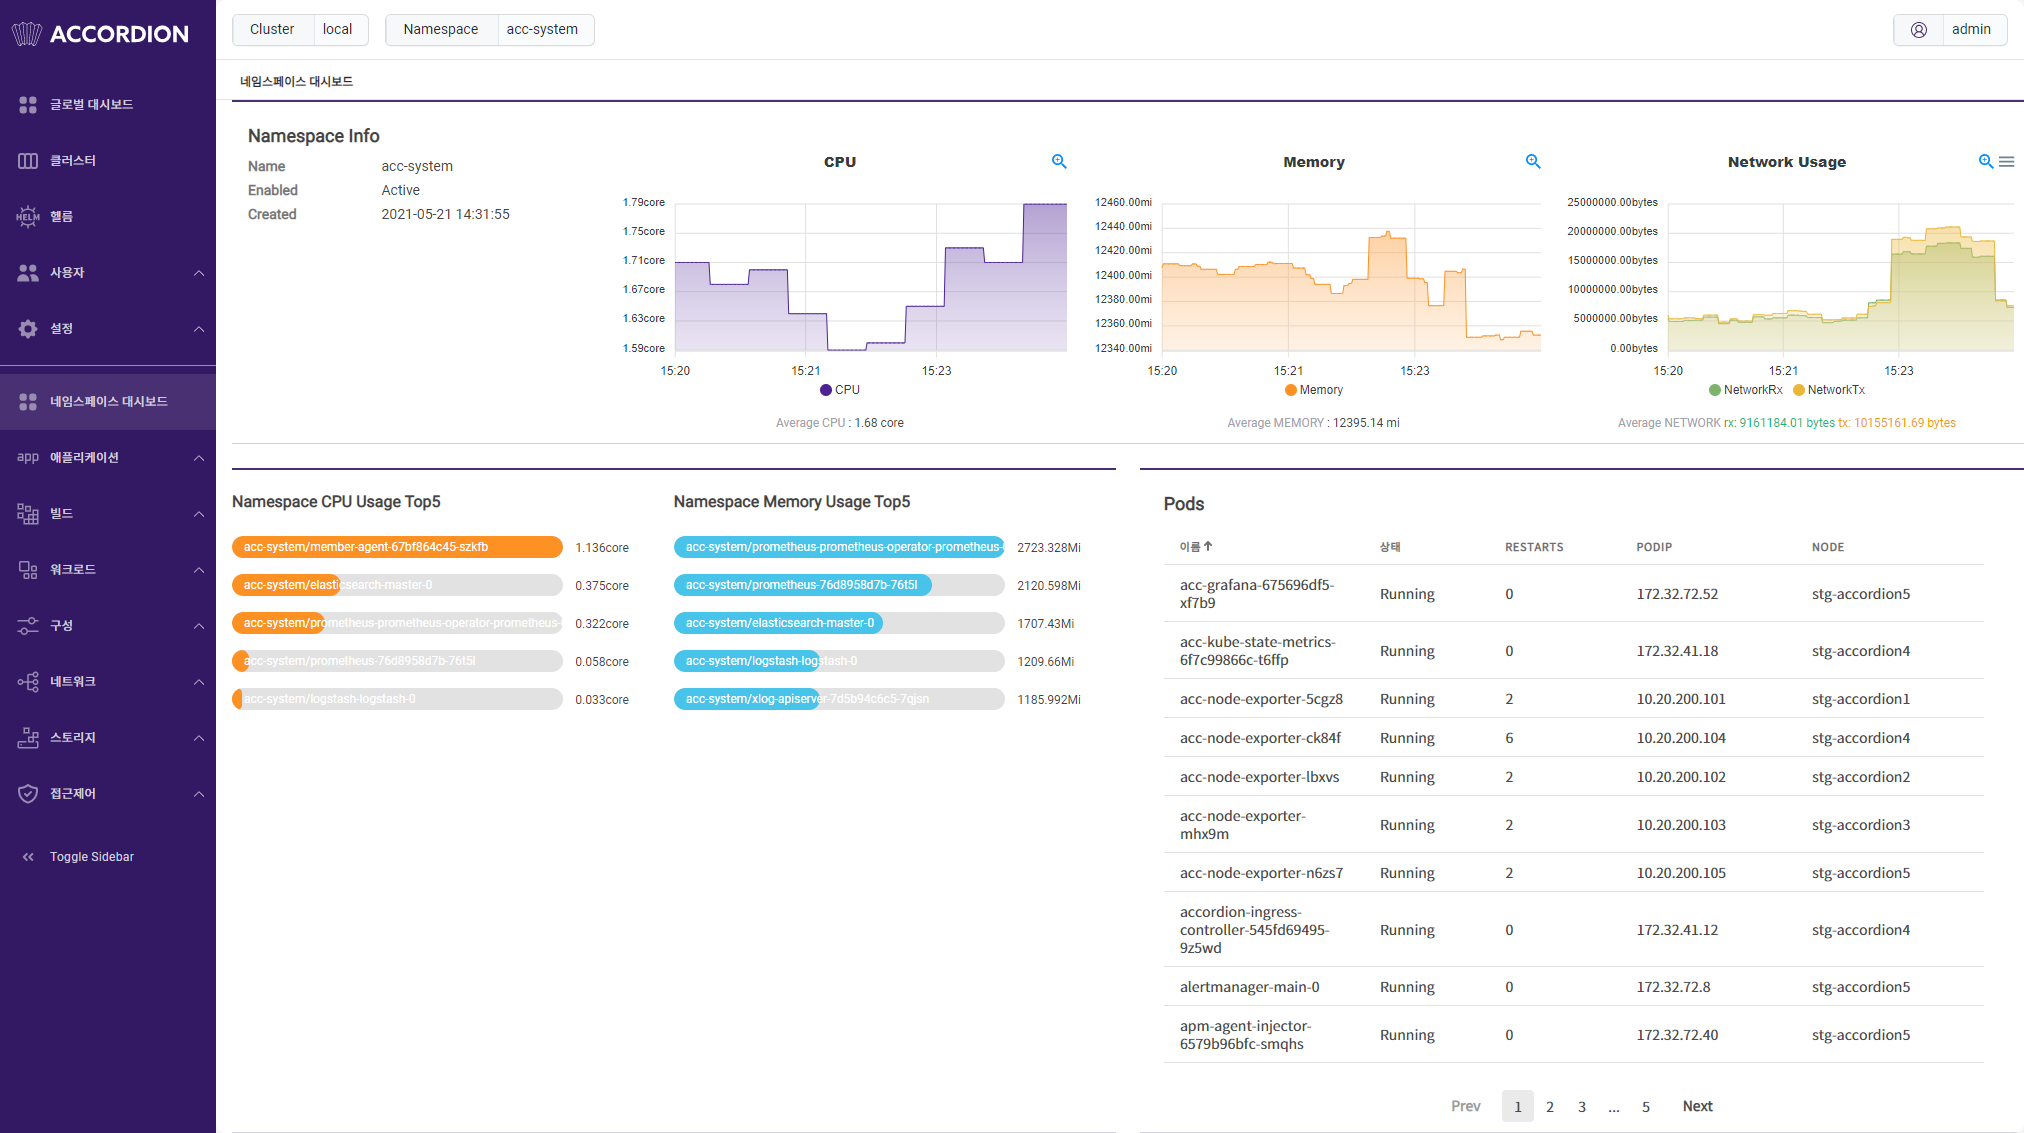 ACCORDION
글로벌 대시보드
클러스터
HELM 헬름
사용자
설정
네임스페이스 대시보드
app 애플리케이션
빌드
워크로드
구성
네트워크
스토리지
접근제어
Toggle Sidebar
Cluster local Namespace acc-system admin
네임스페이스 대시보드
Namespace Info
Name acc-system
Enabled Active
Created 2021-05-21 14:31:55
CPU
1.79core
1.75core
1.71core
1.67core
1.63core
1.59core
15:20 15:21 15:23
CPU
Average CPU : 1.68 core
Memory
12460.00mi
12440.00mi
12420.00mi
12400.00mi
12380.00mi
12360.00mi
12340.00mi
15:20 15:21 15:23
Memory
Average MEMORY : 12395.14 mi
Network Usage
25000000.00bytes
20000000.00bytes
15000000.00bytes
10000000.00bytes
5000000.00bytes
0.00bytes
15:20 15:21 15:23
NetworkRx NetworkTx
Average NETWORK rx: 9161184.01 bytes tx: 10155161.69 bytes
Namespace CPU Usage Top5
acc-system/member-agent-67bf864c45-szkfb 1.136core
acc-system/elasticsearch-master-0 0.375core
acc-system/prometheus-prometheus-operator-prometheus- 0.322core
acc-system/prometheus-76d8958d7b-76t5l 0.058core
acc-system/logstash-logstash-0 0.033core
Namespace Memory Usage Top5
acc-system/prometheus-prometheus-operator-prometheus- 2723.328Mi
acc-system/prometheus-76d8958d7b-76t5l 2120.598Mi
acc-system/elasticsearch-master-0 1707.43Mi
acc-system/logstash-logstash-0 1209.66Mi
acc-system/xlog-apiserver-7d5b94c6c5-7qjsn 1185.992Mi
Pods
이름 상태 RESTARTS PODIP NODE
acc-grafana-675696df5-
xf7b9 Running 0 172.32.72.52 stg-accordion5
acc-kube-state-metrics-
6f7c99866c-t6ffp Running 0 172.32.41.18 stg-accordion4
acc-node-exporter-5cgz8 Running 2 10.20.200.101 stg-accordion1
acc-node-exporter-ck84f Running 6 10.20.200.104 stg-accordion4
acc-node-exporter-lbxvs Running 2 10.20.200.102 stg-accordion2
acc-node-exporter-
mhx9m Running 2 10.20.200.103 stg-accordion3
acc-node-exporter-n6zs7 Running 2 10.20.200.105 stg-accordion5
accordion-ingress-
controller-545fd69495- Running 0 172.32.41.12 stg-accordion4
9z5wd
alertmanager-main-0 Running 0 172.32.72.8 stg-accordion5
apm-agent-injector-
6579b96bfc-smqhs Running 0 172.32.72.40 stg-accordion5
Prev 1 2 3 ... 5 Next